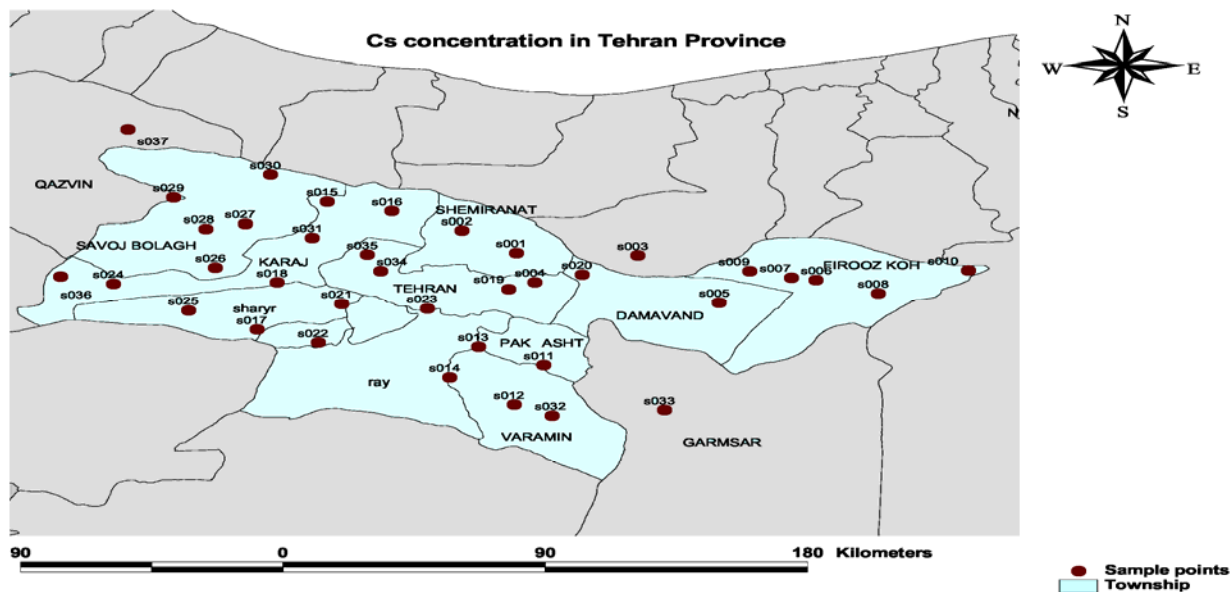 Cs concentration in Tehran Province
N
W E
S
N
s037
s030
QAZVIN
s029
s015
s016
SHEMIRANAT
s028
s027
s002
s031
SAVOJ BOLAGH
s035
s001
s003
s026
KARAJ
s034
s009
EIROOZ KOH
s010
s018
s020
s007
s006
s024
s004
s036
TEHRAN
s019
s008
s025
sharyr
s021
s023
s005
DAMAVAND
s017
s022
s013
PAK ASHT
s011
s014
ray
s012
s032
s033
VARAMIN
GARMSAR
90 0 90 180 Kilometers
Sample points
Township